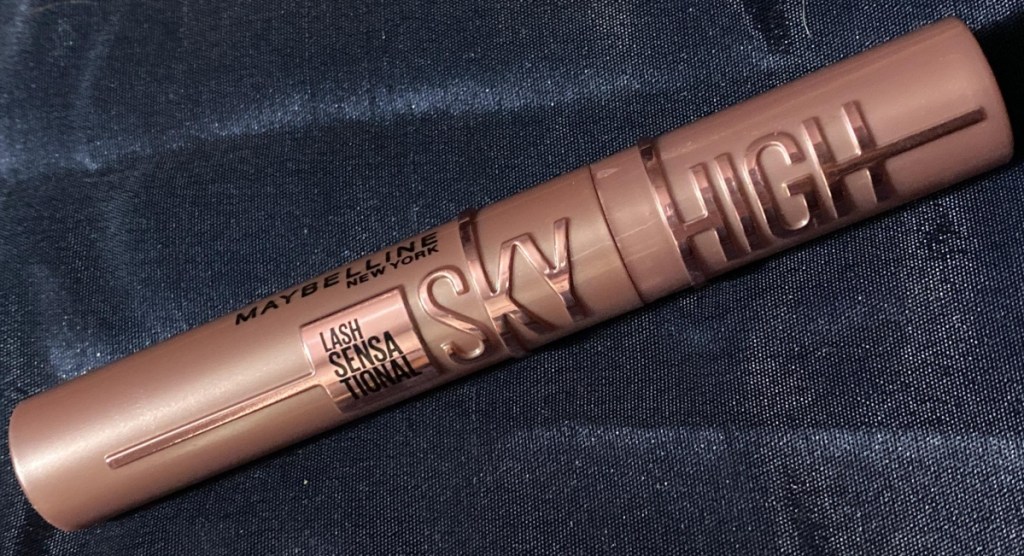 MAYBELLINE
NEW YORK
LASH
SENSA
TIONAL
SKY HIGH